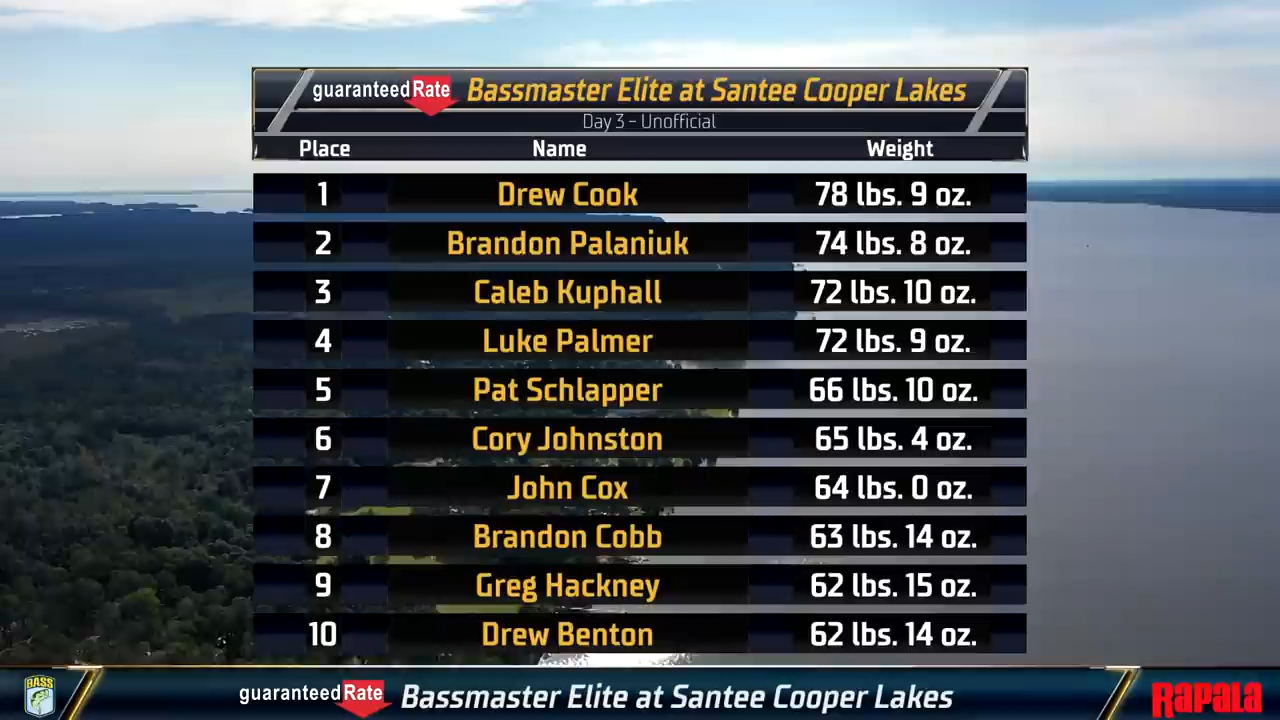 guaranteedRate Bassmaster Elite at Santee Cooper Lakes
Day 3 - Unofficial
Place Name Weight
1 Drew Cook 78 lbs. 9 oz.
2 Brandon Palaniuk 74 lbs. 8 oz.
3 Caleb Kuphall 72 lbs. 10 oz.
4 Luke Palmer 72 lbs. 9 oz.
5 Pat Schlapper 66 lbs. 10 oz.
6 Cory Johnston 65 lbs. 4 oz.
7 John Cox 64 lbs. 0 oz.
8 Brandon Cobb 63 lbs. 14 oz.
9 Greg Hackney 62 lbs. 15 oz.
10 Drew Benton 62 lbs. 14 oz.
BASS guaranteedRate Bassmaster Elite at Santee Cooper Lakes RAPALA